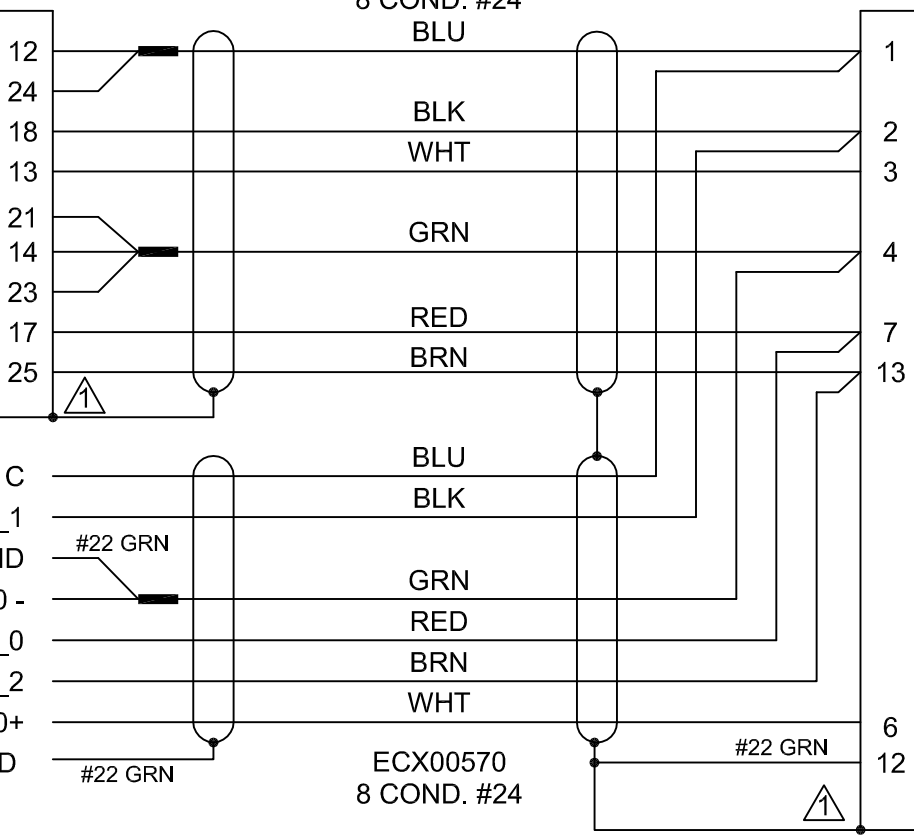 8 COND. #24
BLU
12
1
24
BLK
18
2
WHT
13
3
21
GRN
14
4
23
RED
17
7
BRN
25
13
1
BLU
C
BLK
_1
#22 GRN
ND
GRN
0 -
RED
_0
BRN
_2
WHT
0+
6
#22 GRN
D
#22 GRN
12
ECX00570
8 COND. #24
1